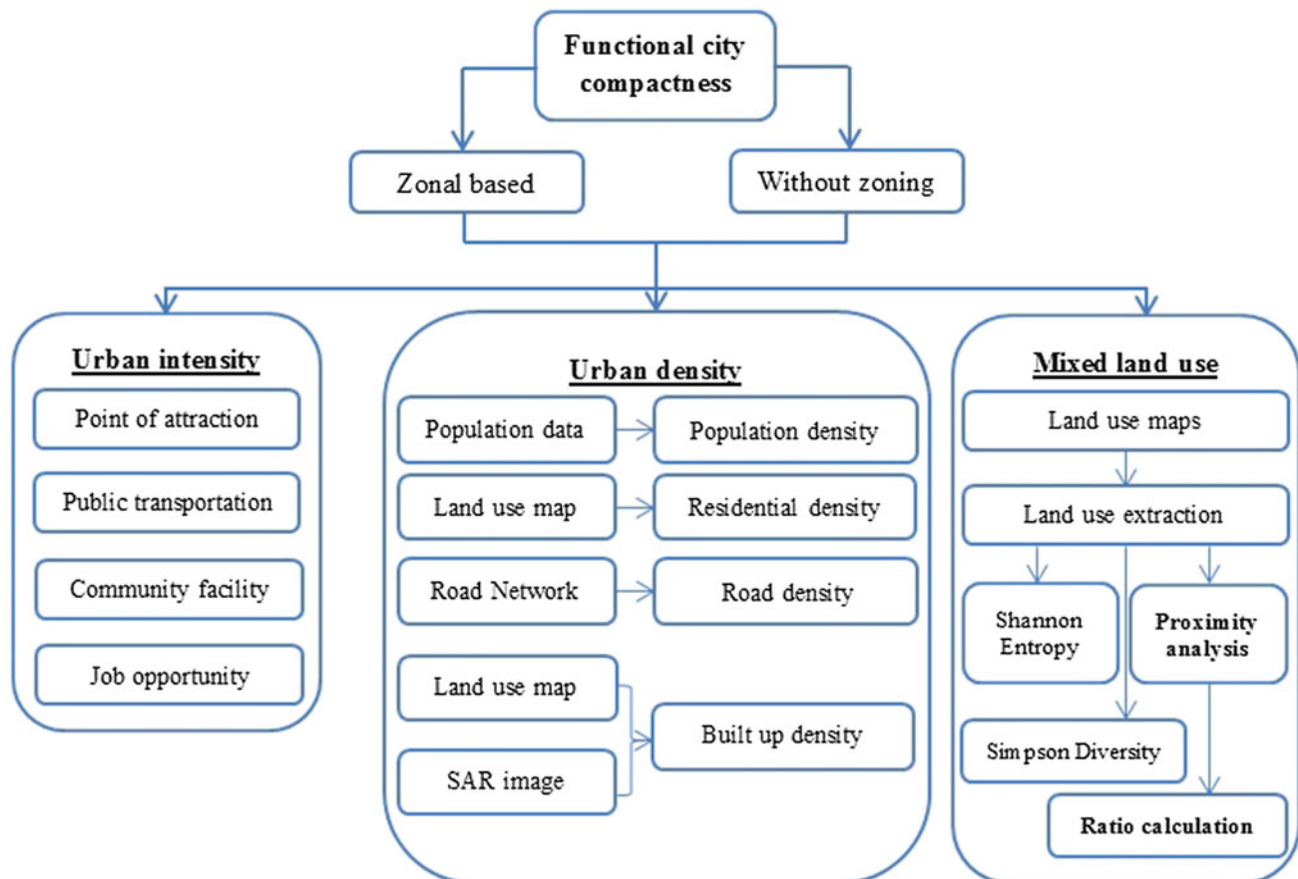 Functional city
compactness
Zonal based
Without zoning
Urban intensity
Point of attraction
Public transportation
Community facility
Job opportunity
Urban density
Population data
Population density
Land use map
Residential density
Road Network
Road density
Land use map
SAR image
Built up density
Mixed land use
Land use maps
Land use extraction
Shannon
Entropy
Proximity
analysis
Simpson Diversity
Ratio calculation